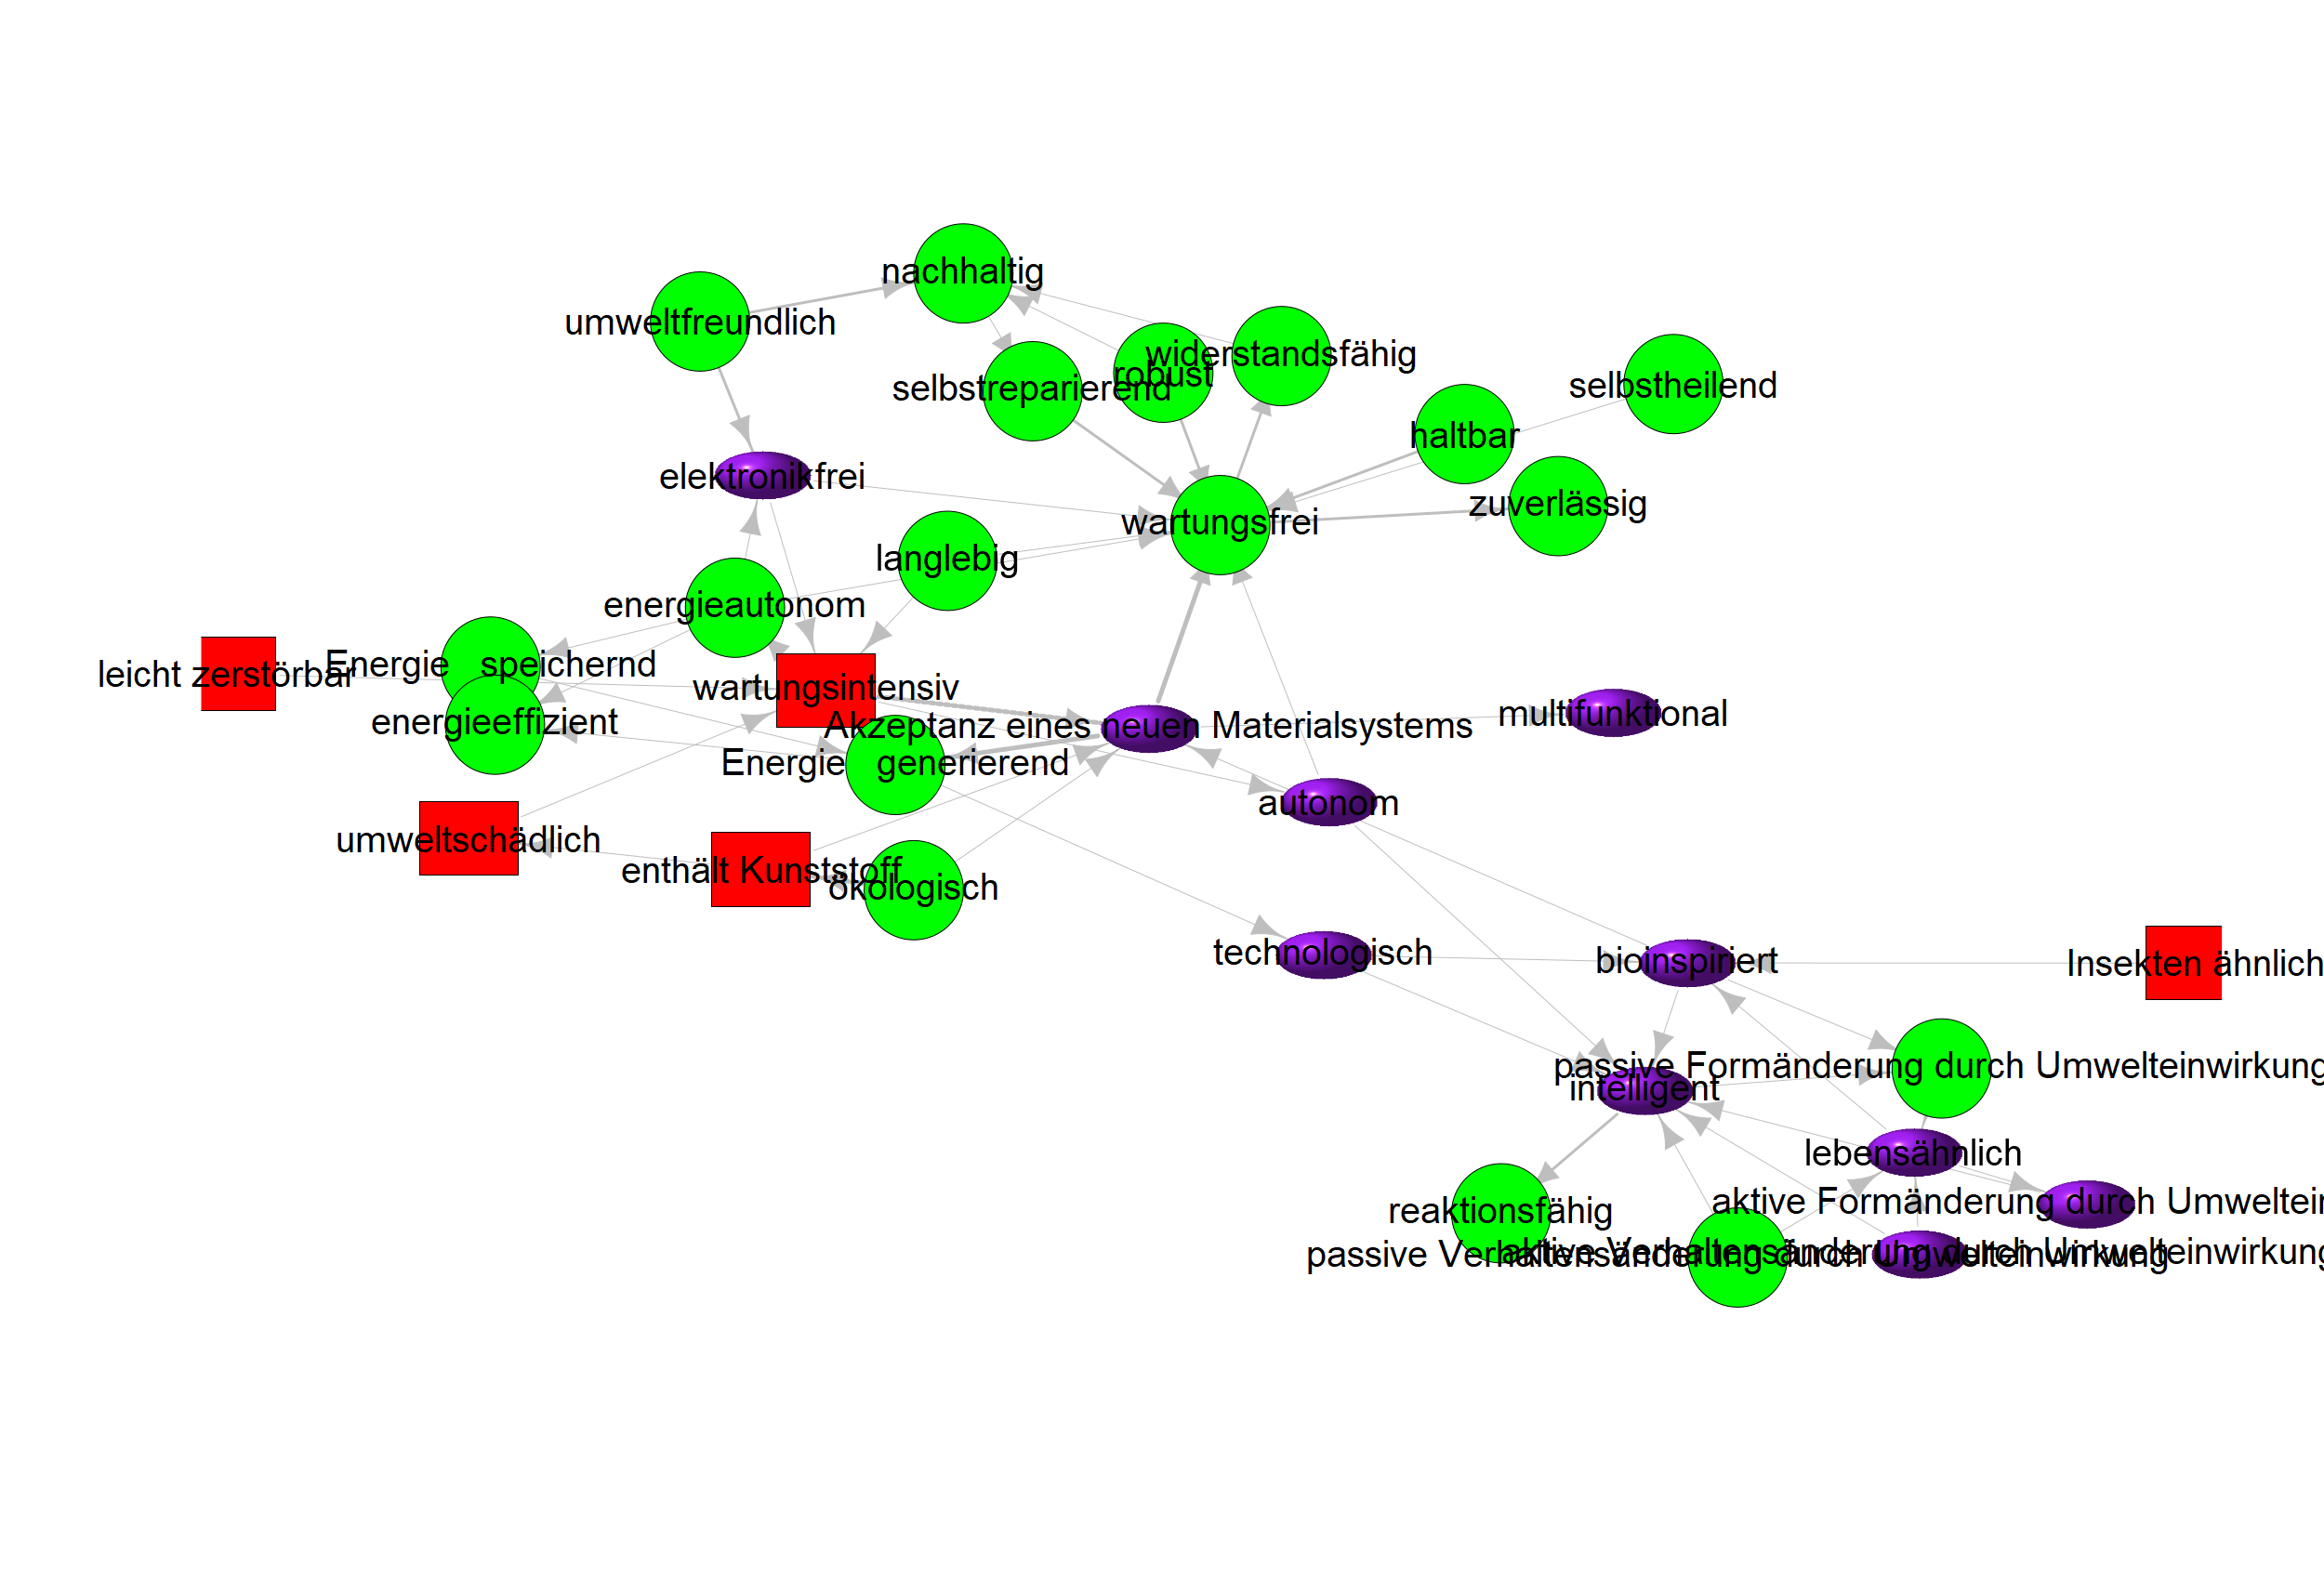 nachhaltig
umweltfreundlich
widerstandsfähig
robust
selbstreparierend
selbstheilend
haltbar
elektronikfrei
zuverlässig
wartungsfrei
langlebig
energieautonom
Energie speichernd
leicht zerstörbar
wartungsintensiv
energieeffizient
Akzeptanz eines neuen Materialsystems
multifunktional
Energie generierend
autonom
umweltschädlich
enthält Kunststoff
ökologisch
technologisch
bioinspiriert
Insekten ähnlich
passive Formänderung durch Umwelteinwirkung
intelligent
lebensähnlich
aktive Formänderung durch Umweltein
reaktionsfähig
aktive Verhaltensänderung durch Umwelteinwirkung
passive Verhaltensänderung durch Umwelteinwirkung